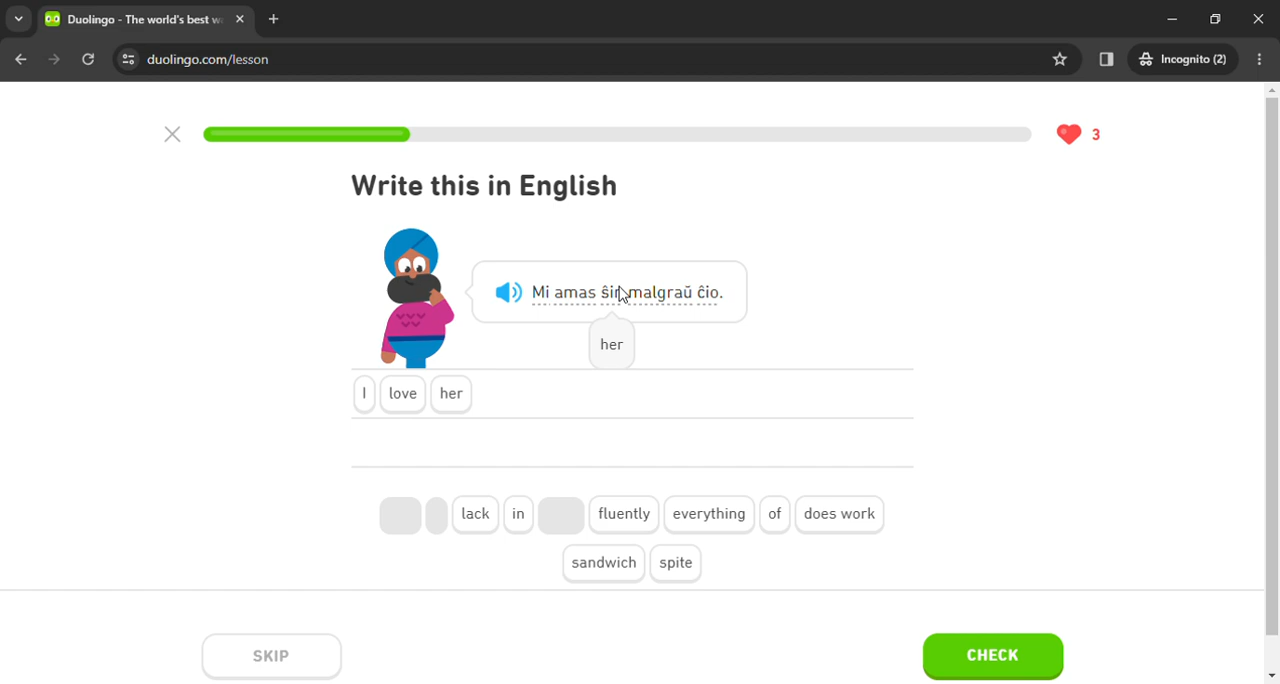 Duolingo - The world's best w
duolingo.com/lesson
Incognito (2)
3
Write this in English
Mi amas ŝin malgraŭ ĉio.
her
I love her
lack in fluently everything of does work
sandwich spite
SKIP
CHECK